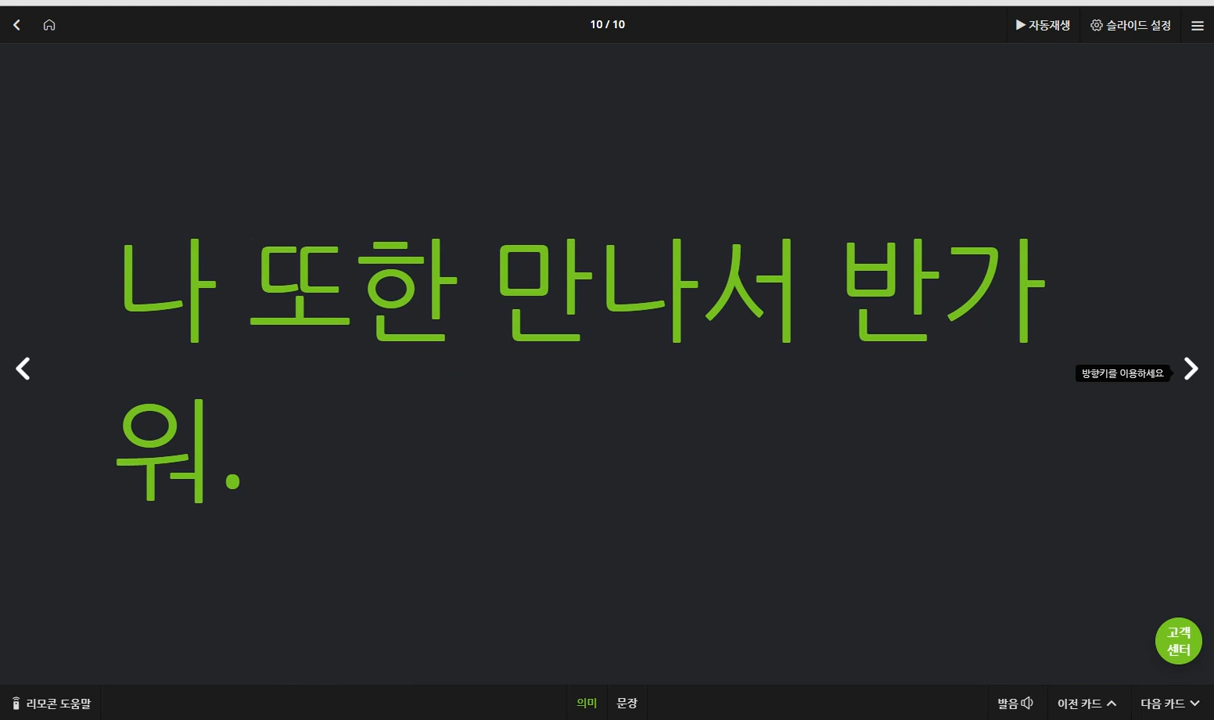 10 / 10
자동재생
슬라이드 설정
나 또한 만나서 반가
워.
방향키를 이용하세요
고객
센터
리모콘 도움말
의미
문장
발음
이전 카드
다음 카드